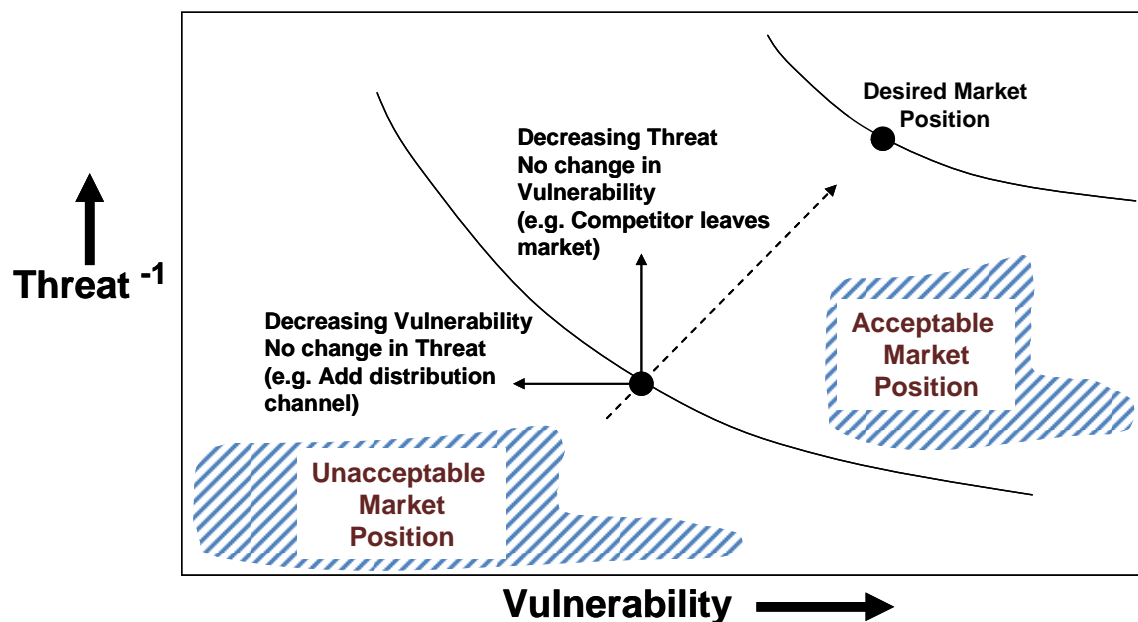 Desired Market
Position
Decreasing Threat
No change in
Vulnerability
(e.g. Competitor leaves
market)
Threat -1
Decreasing Vulnerability
No change in Threat
(e.g. Add distribution
channel)
Acceptable
Market
Position
Unacceptable
Market
Position
Vulnerability